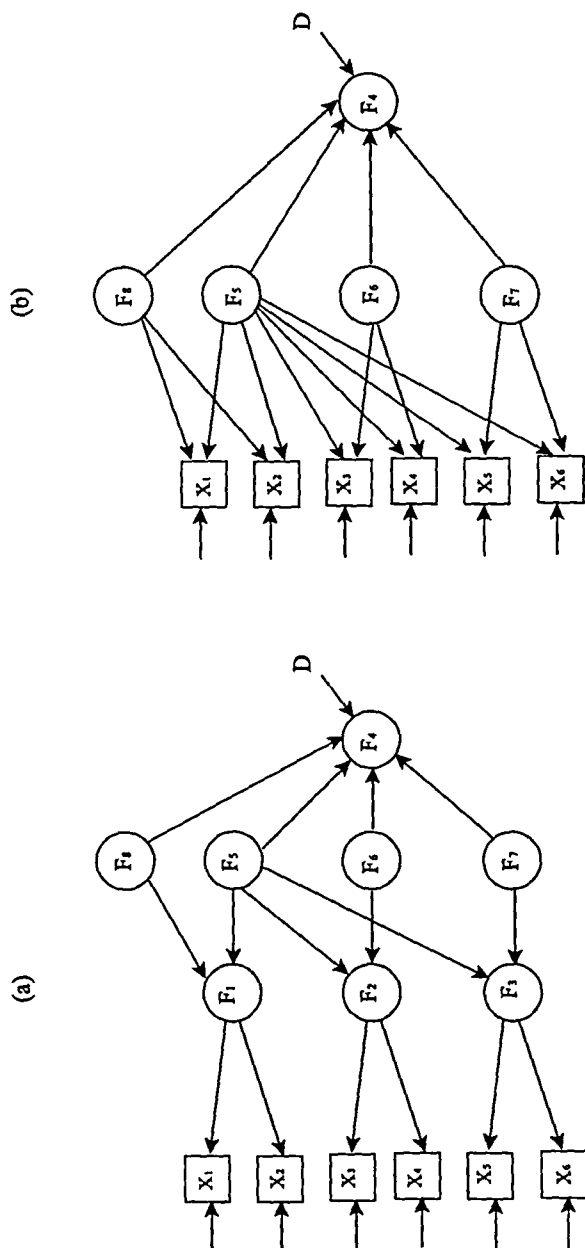 (a)
F₈
X₁
F₁
F₅
X₂
D
X₃
F₂
F₆
F₄
X₄
X₅
F₃
F₇
X₆
(b)
F₈
X₁
F₅
X₂
D
X₃
F₆
F₄
X₄
X₅
F₇
X₆